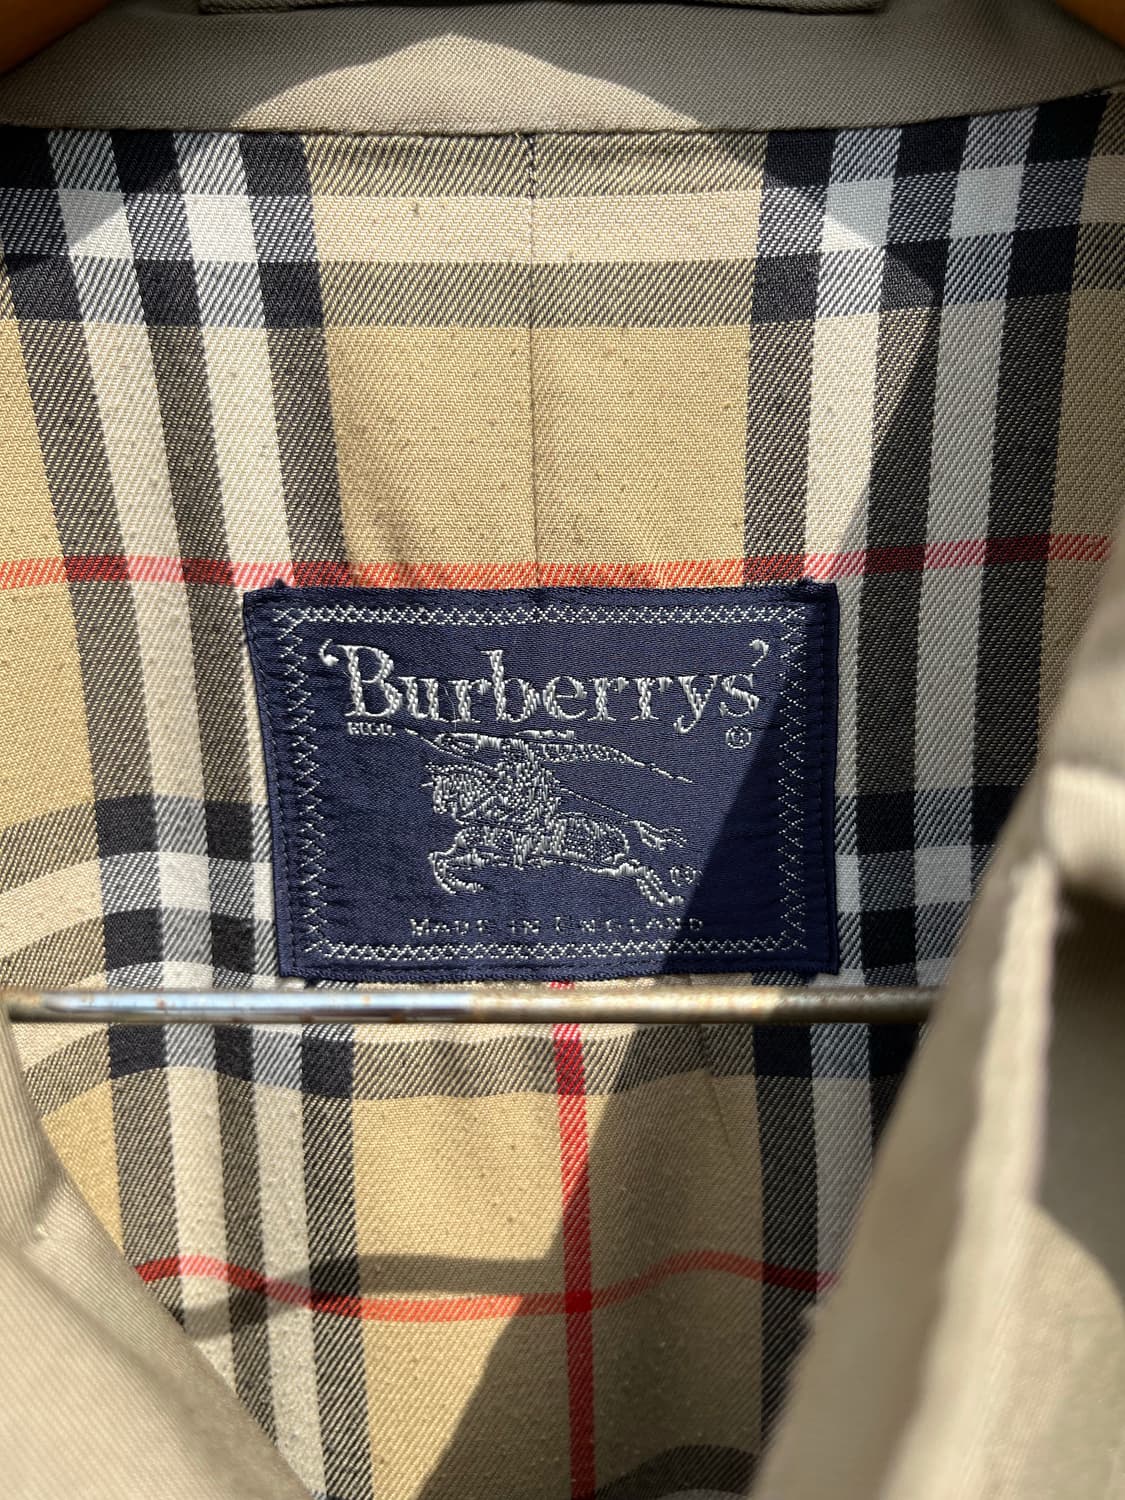 'Burberrys'
REGD
©
MADE IN ENGLAND